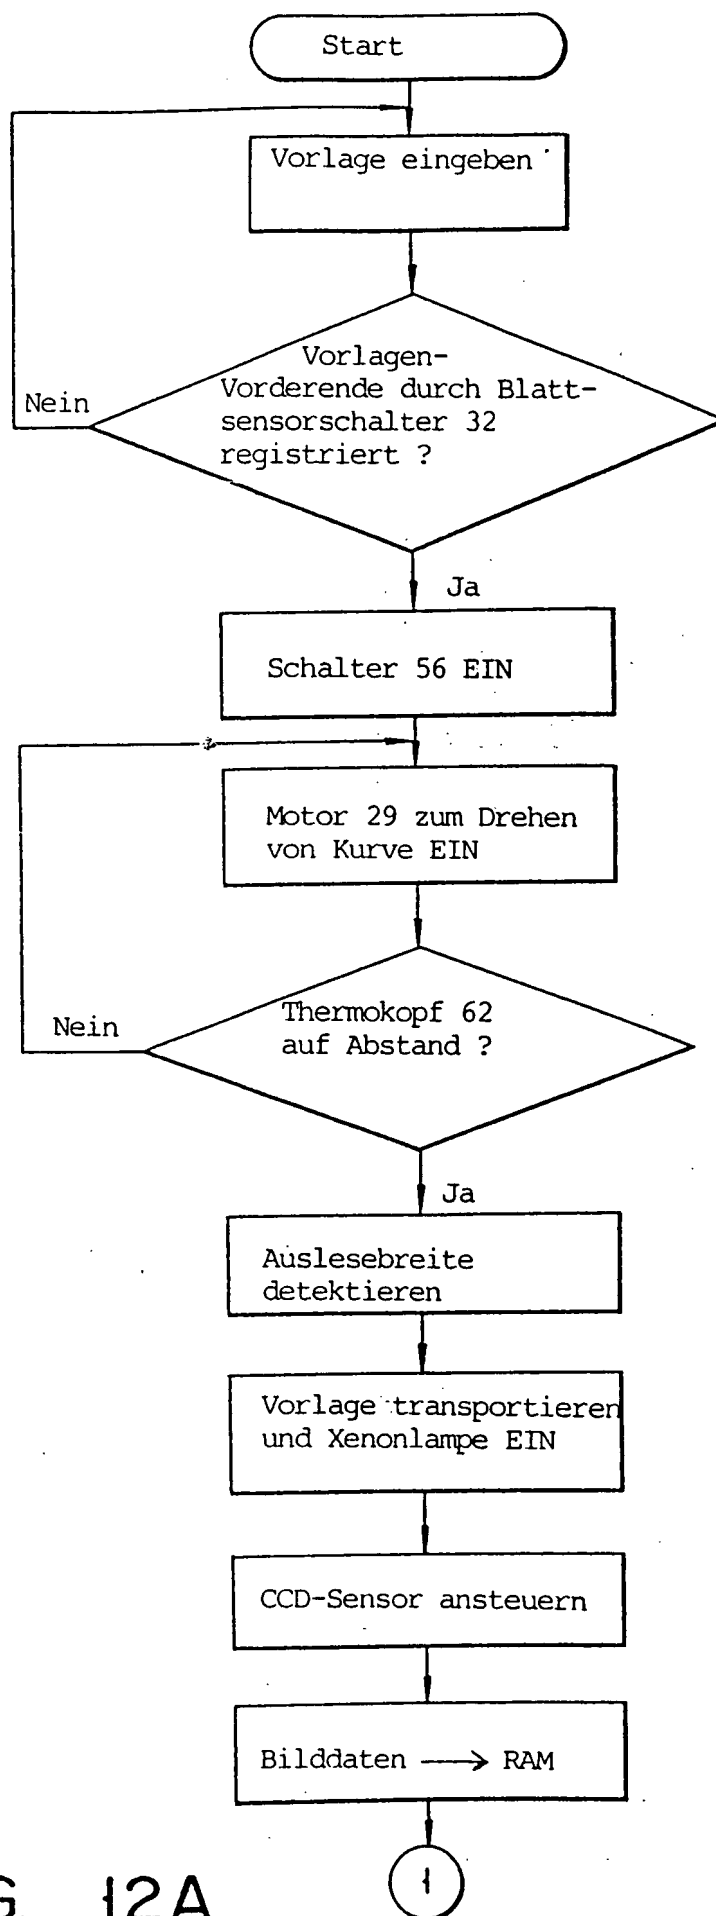 Start
Vorlage eingeben
Vorlagen-
Vorderende durch Blatt-
sensorschalter 32
registriert ?
Nein
Ja
Schalter 56 EIN
Motor 29 zum Drehen
von Kurve EIN
Thermokopf 62
auf Abstand ?
Nein
Ja
Auslesebreite
detektieren
Vorlage transportieren
und Xenonlampe EIN
CCD-Sensor ansteuern
Bilddaten → RAM
1
G. 12A